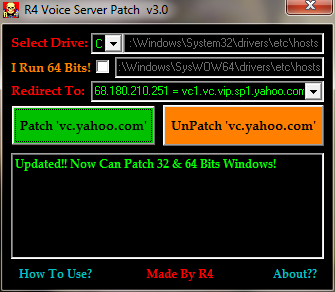 R4 Voice Server Patch v3.0
Select Drive: C :\Windows\System32\drivers\etc\hosts
I Run 64 Bits! :\Windows\SysWOW64\drivers\etc\hosts
Redirect To: 68.180.210.251 = vc1.vc.vip.sp1.yahoo.com
Patch 'vc.yahoo.com' UnPatch 'vc.yahoo.com'
Updated!! Now Can Patch 32 & 64 Bits Windows!
How To Use? Made By R4 About??